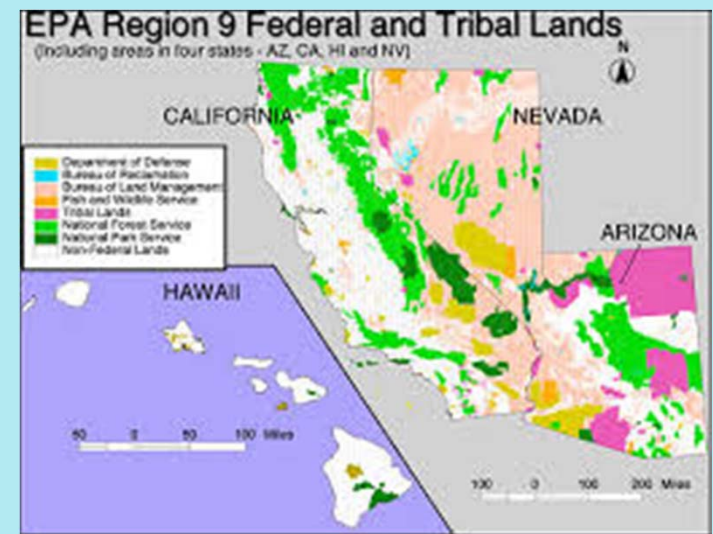 EPA Region 9 Federal and Tribal Lands
(Including areas in four states - AZ, CA, HI and NV)
N
CALIFORNIA
NEVADA
Department of Defense
Bureau of Reclamation
Bureau of Land Management
Fish and Wildlife Service
Tribal Lands
National Forest Service
National Park Service
Non-Federal Lands
ARIZONA
HAWAII
50 0 50 100 Miles
100 0 100 200 Miles